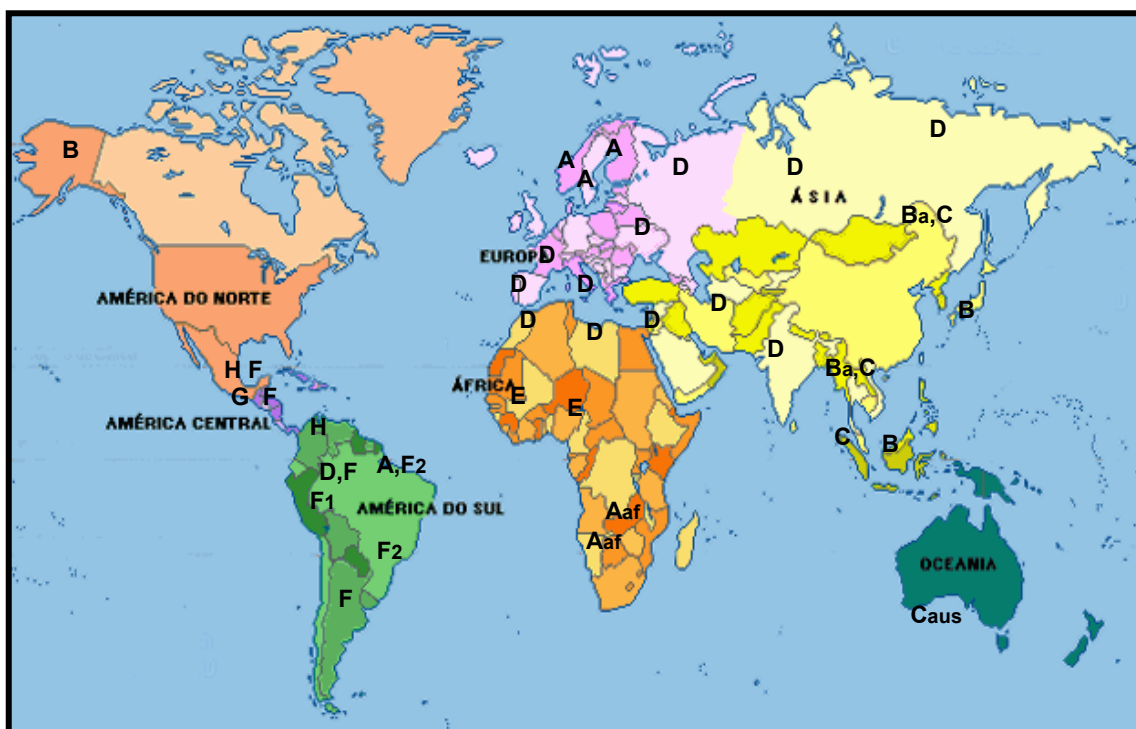 D
B
A
A
D
D
ÁSIA
Ba,C
D
EUROPA
D
D
D
D
B
AMÉRICA DO NORTE
D
D
D
D
H F
Ba,C
ÁFRICA
E
G
F
E
AMÉRICA CENTRAL
H
C
B
D,F
A,F2
F1
AMÉRICA DO SUL
Aaf
Aaf
F2
OCEANIA
F
Caus